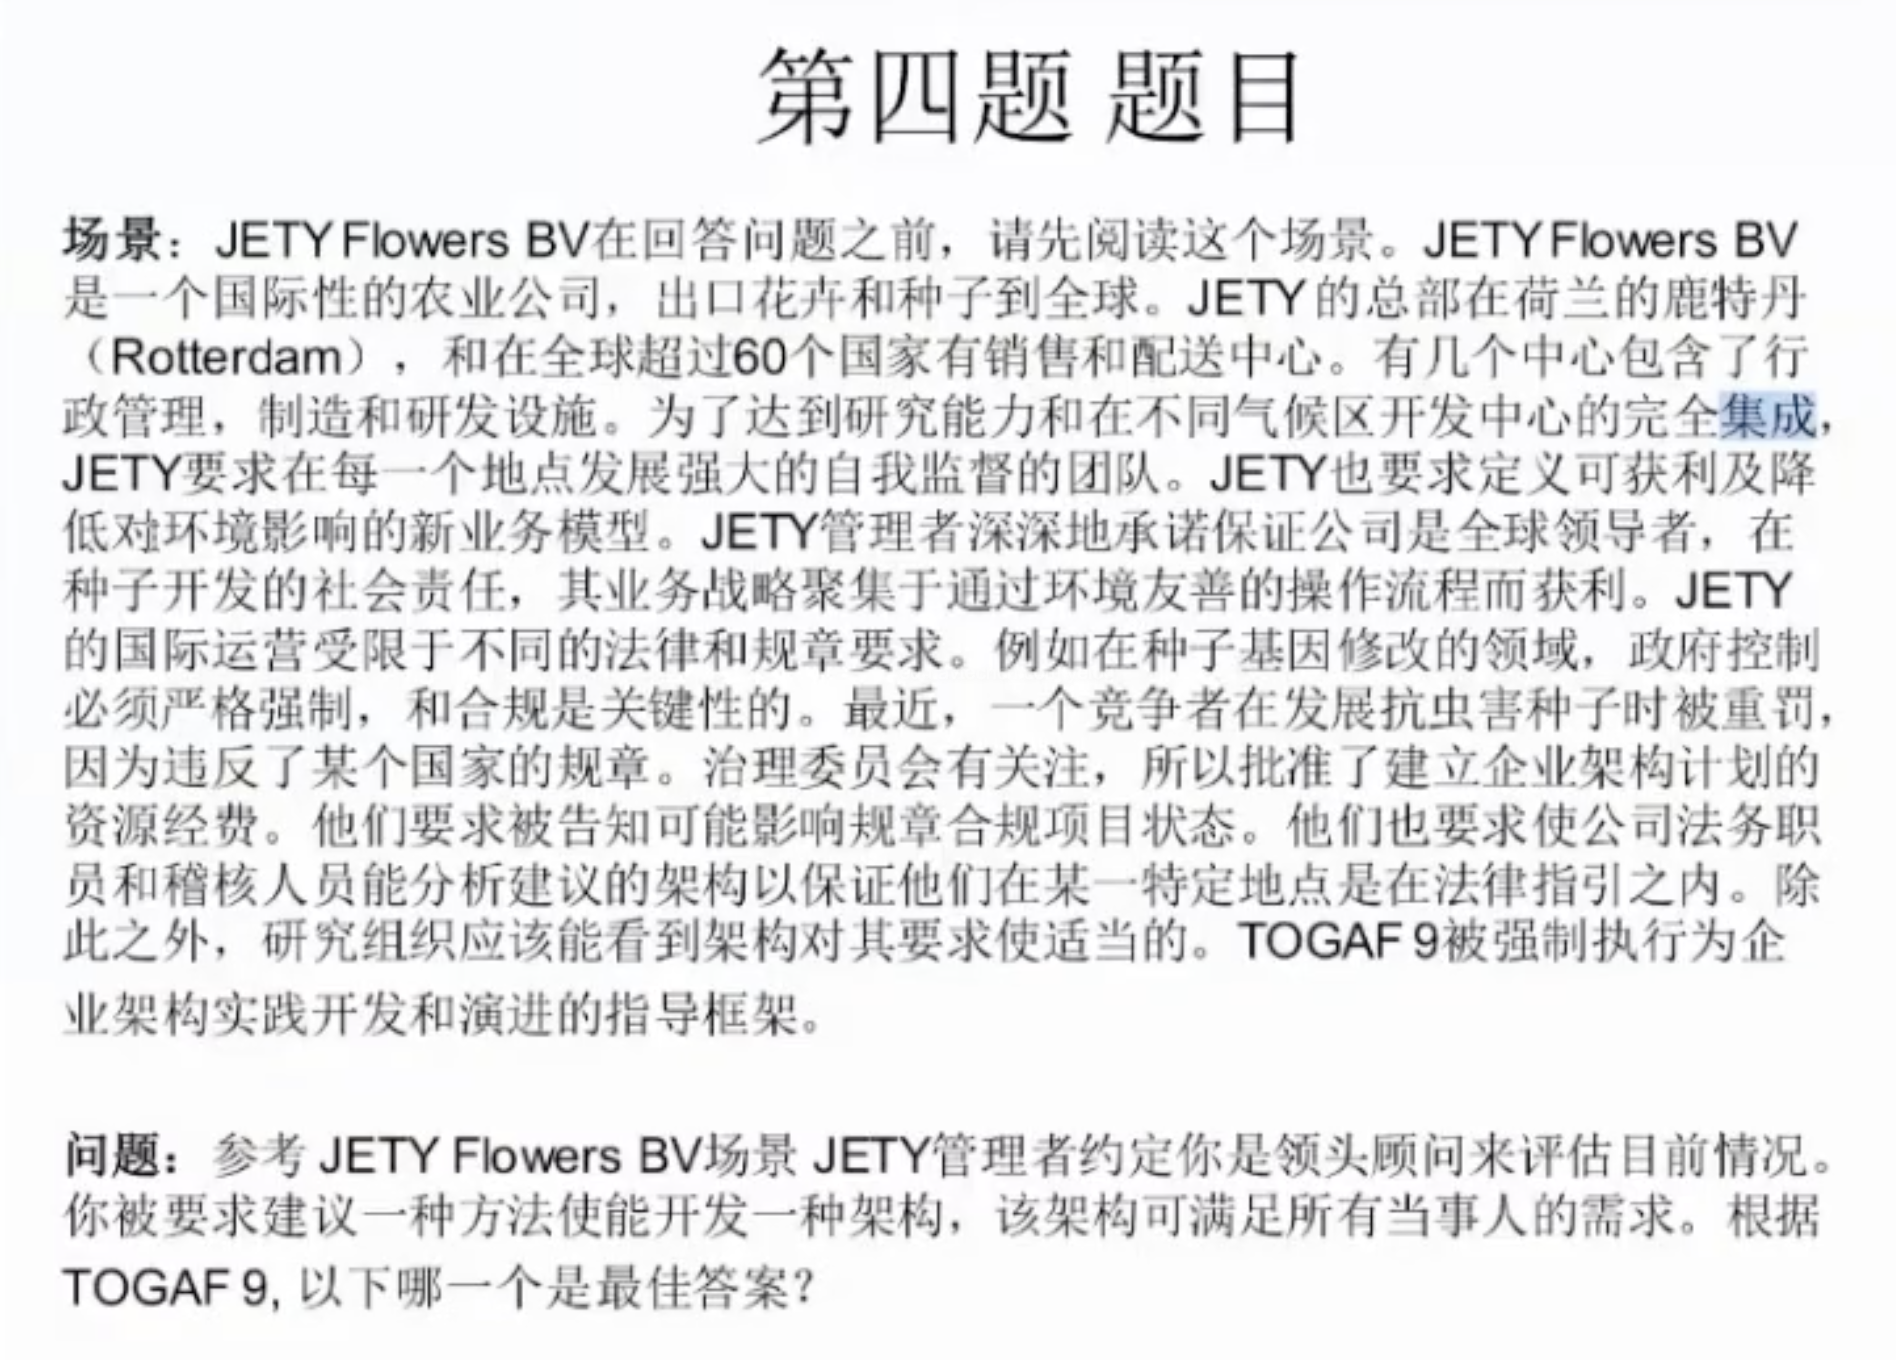 第四题 题目
场景：JETY Flowers BV在回答问题之前，请先阅读这个场景。JETY Flowers BV
是一个国际性的农业公司，出口花卉和种子到全球。JETY的总部在荷兰的鹿特丹
（Rotterdam），和在全球超过60个国家有销售和配送中心。有几个中心包含了行
政管理，制造和研发设施。为了达到研究能力和在不同气候区开发中心的完全集成，
JETY要求在每一个地点发展强大的自我监督的团队。JETY也要求定义可获利及降
低对环境影响的新业务模型。JETY管理者深深地承诺保证公司是全球领导者，在
种子开发的社会责任，其业务战略聚集于通过环境友善的操作流程而获利。JETY
的国际运营受限于不同的法律和规章要求。例如在种子基因修改的领域，政府控制
必须严格强制，和合规是关键性的。最近，一个竞争者在发展抗虫害种子时被重罚，
因为违反了某个国家的规章。治理委员会有关注，所以批准了建立企业架构计划的
资源经费。他们要求被告知可能影响规章合规项目状态。他们也要求使公司法务职
员和稽核人员能分析建议的架构以保证他们在某一特定地点是在法律指引之内。除
此之外，研究组织应该能看到架构对其要求使适当的。TOGAF 9被强制执行为企
业架构实践开发和演进的指导框架。
问题：参考 JETY Flowers BV场景 JETY管理者约定你是领头顾问来评估目前情况。
你被要求建议一种方法使能开发一种架构，该架构可满足所有当事人的需求。根据
TOGAF 9, 以下哪一个是最佳答案？